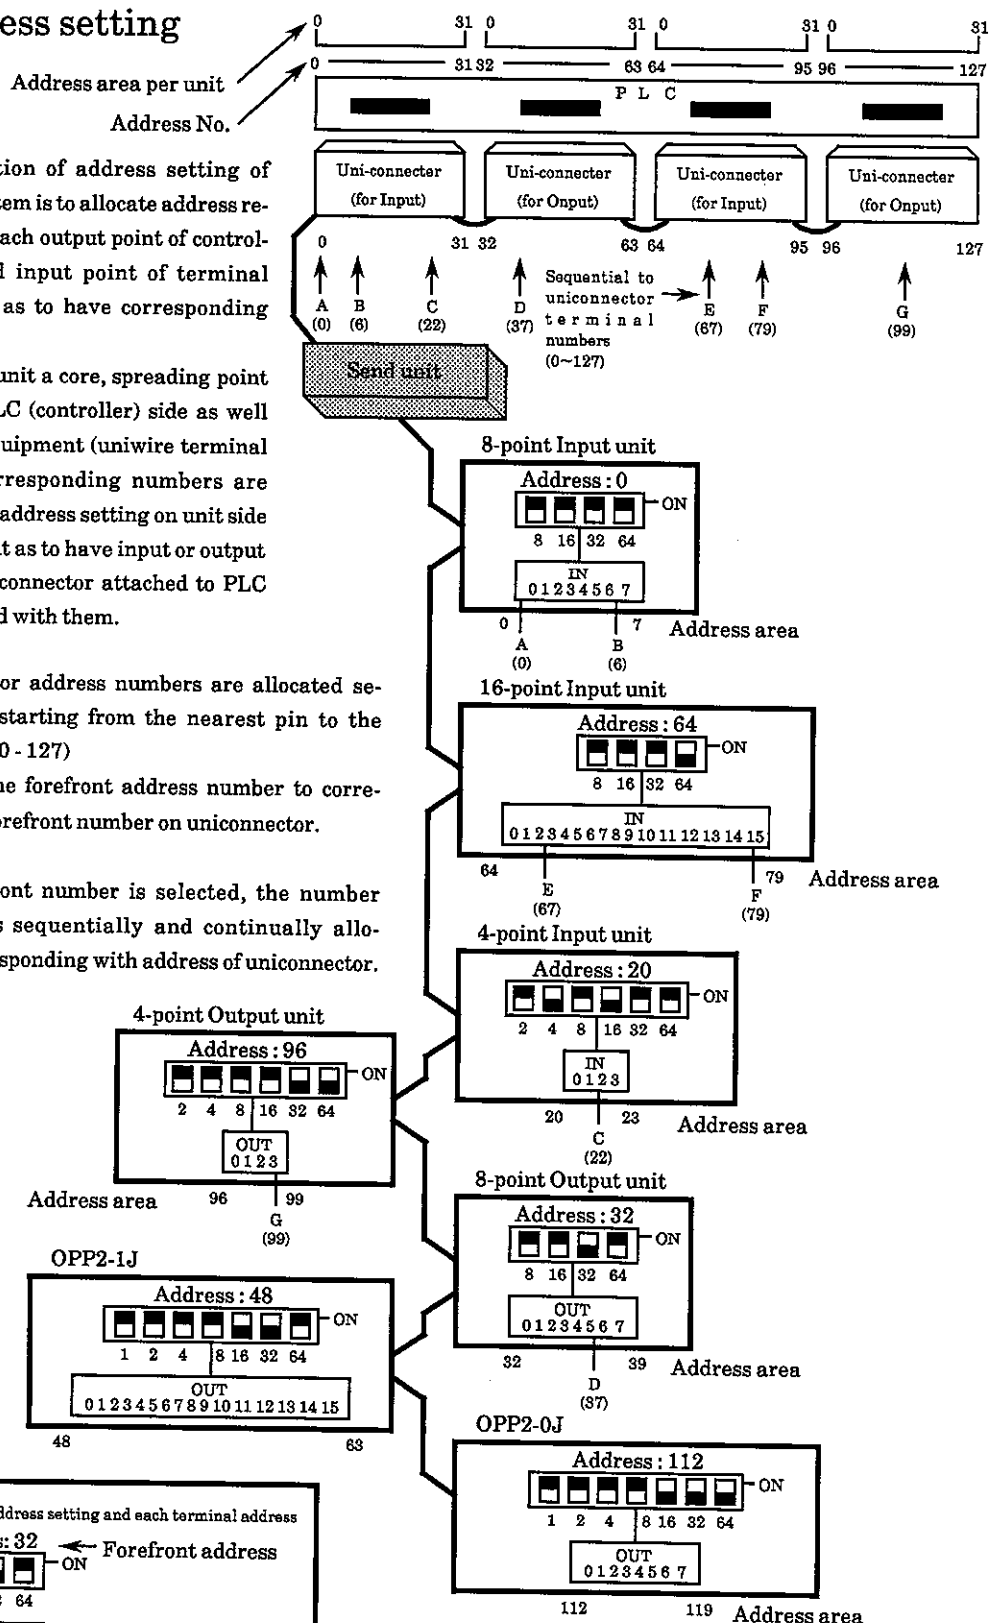 ess setting
0 31 0 31 0 31 0 31
Address area per unit
0 31 32 63 64 95 96 127
Address No.
P L C
Uni-connecter (for Input)
Uni-connecter (for Onput)
Uni-connecter (for Input)
Uni-connecter (for Onput)
0 31 32 63 64 95 96 127
A (0)
B (6)
C (22)
D (37)
Sequential to
uniconnector
terminal
numbers
(0~127)
E (67)
F (79)
G (99)
tion of address setting of
tem is to allocate address re-
ach output point of control-
d input point of terminal
as to have corresponding
unit a core, spreading point
LC (controller) side as well
quipment (uniwire terminal
rresponding numbers are
address setting on unit side
t as to have input or output
connector attached to PLC
d with them.
or address numbers are allocated se-
starting from the nearest pin to the
0 - 127)
he forefront address number to corre-
orefront number on uniconnector.
ont number is selected, the number
s sequentially and continually allo-
sponding with address of uniconnector.
Send unit
8-point Input unit
Address : 0
ON
8 16 32 64
IN
0 1 2 3 4 5 6 7
0 7 Address area
A (0)
B (6)
16-point Input unit
Address : 64
ON
8 16 32 64
IN
0 1 2 3 4 5 6 7 8 9 10 11 12 13 14 15
64 79 Address area
E (67)
F (79)
4-point Input unit
Address : 20
ON
2 4 8 16 32 64
IN
0 1 2 3
20 23 Address area
C (22)
4-point Output unit
Address : 96
ON
2 4 8 16 32 64
OUT
0 1 2 3
Address area 96 99
G (99)
8-point Output unit
Address : 32
ON
8 16 32 64
OUT
0 1 2 3 4 5 6 7
32 39 Address area
D (37)
OPP2-1J
Address : 48
ON
1 2 4 8 16 32 64
OUT
0 1 2 3 4 5 6 7 8 9 10 11 12 13 14 15
48 63
OPP2-0J
Address : 112
ON
1 2 4 8 16 32 64
OUT
0 1 2 3 4 5 6 7
112 119 Address area
ddress setting and each terminal address
s: 32 Forefront address
ON
2 64